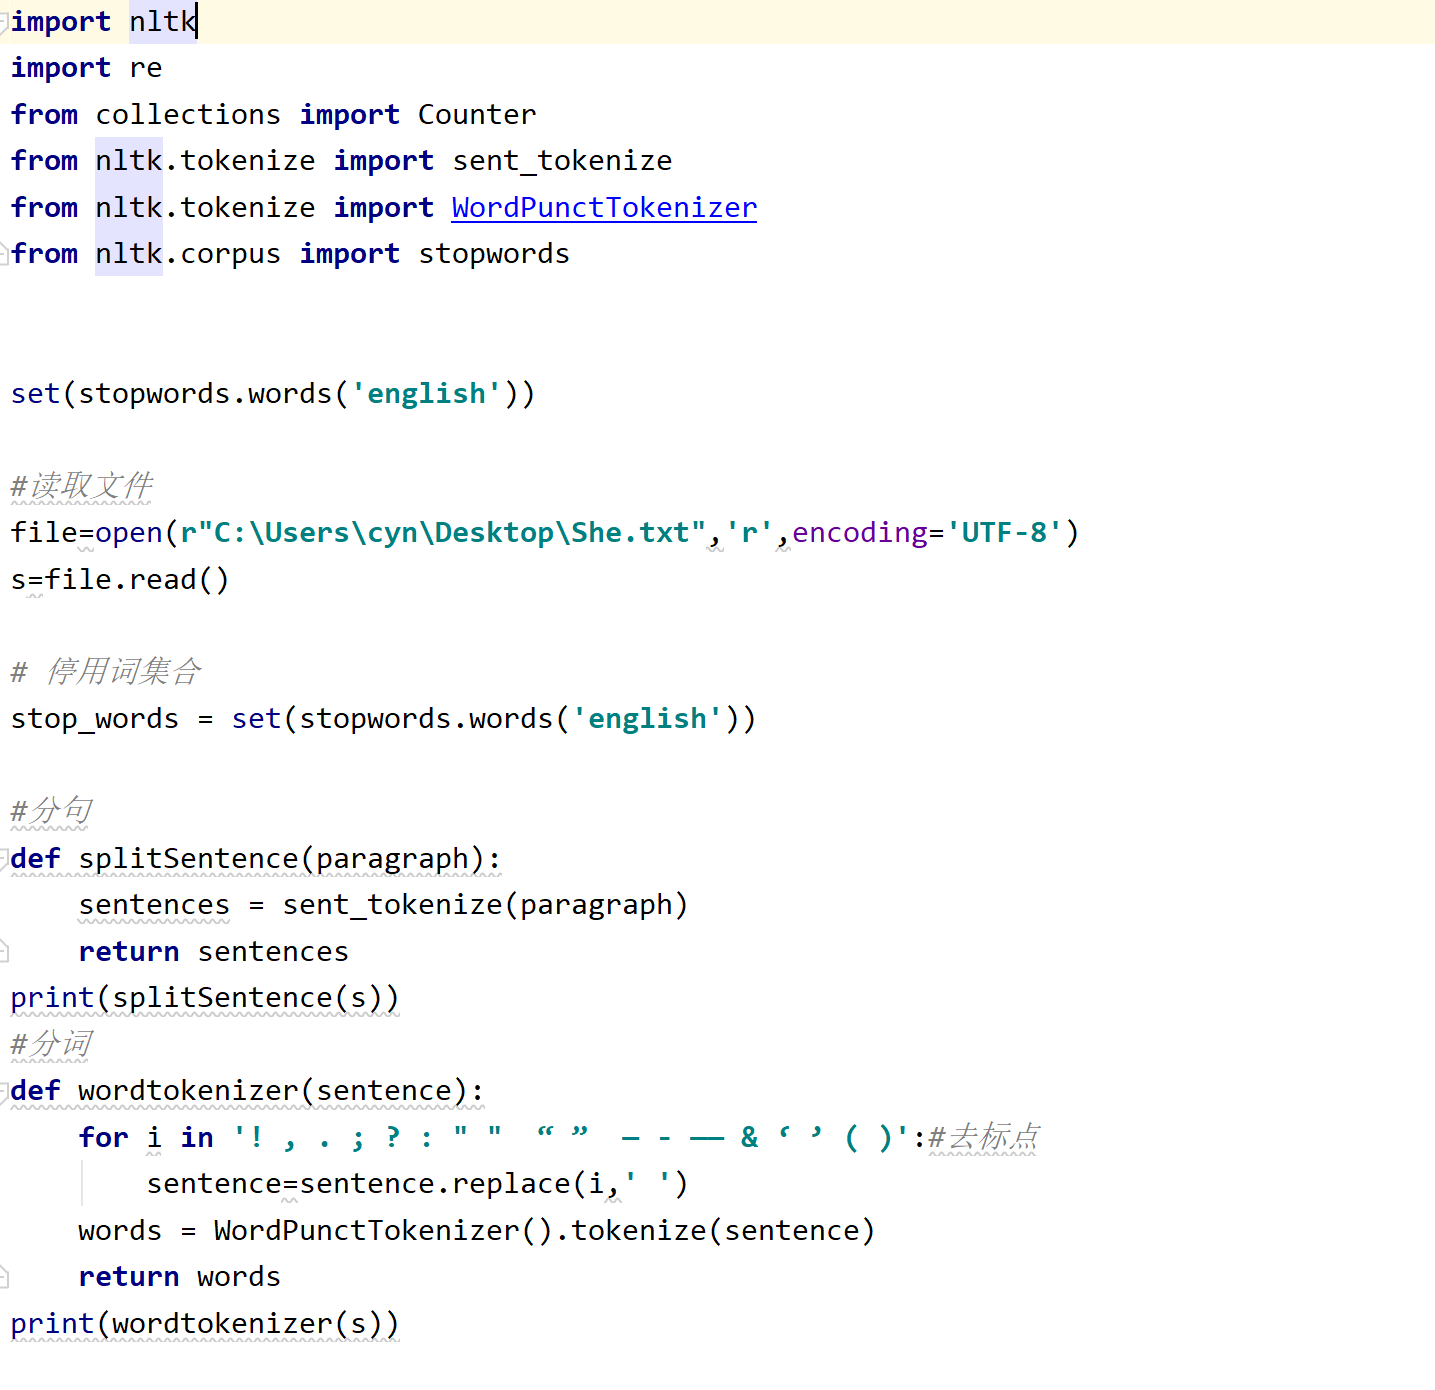 import nltk
import re
from collections import Counter
from nltk.tokenize import sent_tokenize
from nltk.tokenize import WordPunctTokenizer
from nltk.corpus import stopwords
set(stopwords.words('english'))
#读取文件
file=open(r"C:\Users\cyn\Desktop\She.txt",'r',encoding='UTF-8')
s=file.read()
# 停用词集合
stop_words = set(stopwords.words('english'))
#分句
def splitSentence(paragraph):
    sentences = sent_tokenize(paragraph)
    return sentences
print(splitSentence(s))
#分词
def wordtokenizer(sentence):
    for i in '! , . ; ? : " "  “ ”  – - —— & ‘ ’ ( )':#去标点
        sentence=sentence.replace(i,' ')
    words = WordPunctTokenizer().tokenize(sentence)
    return words
print(wordtokenizer(s))